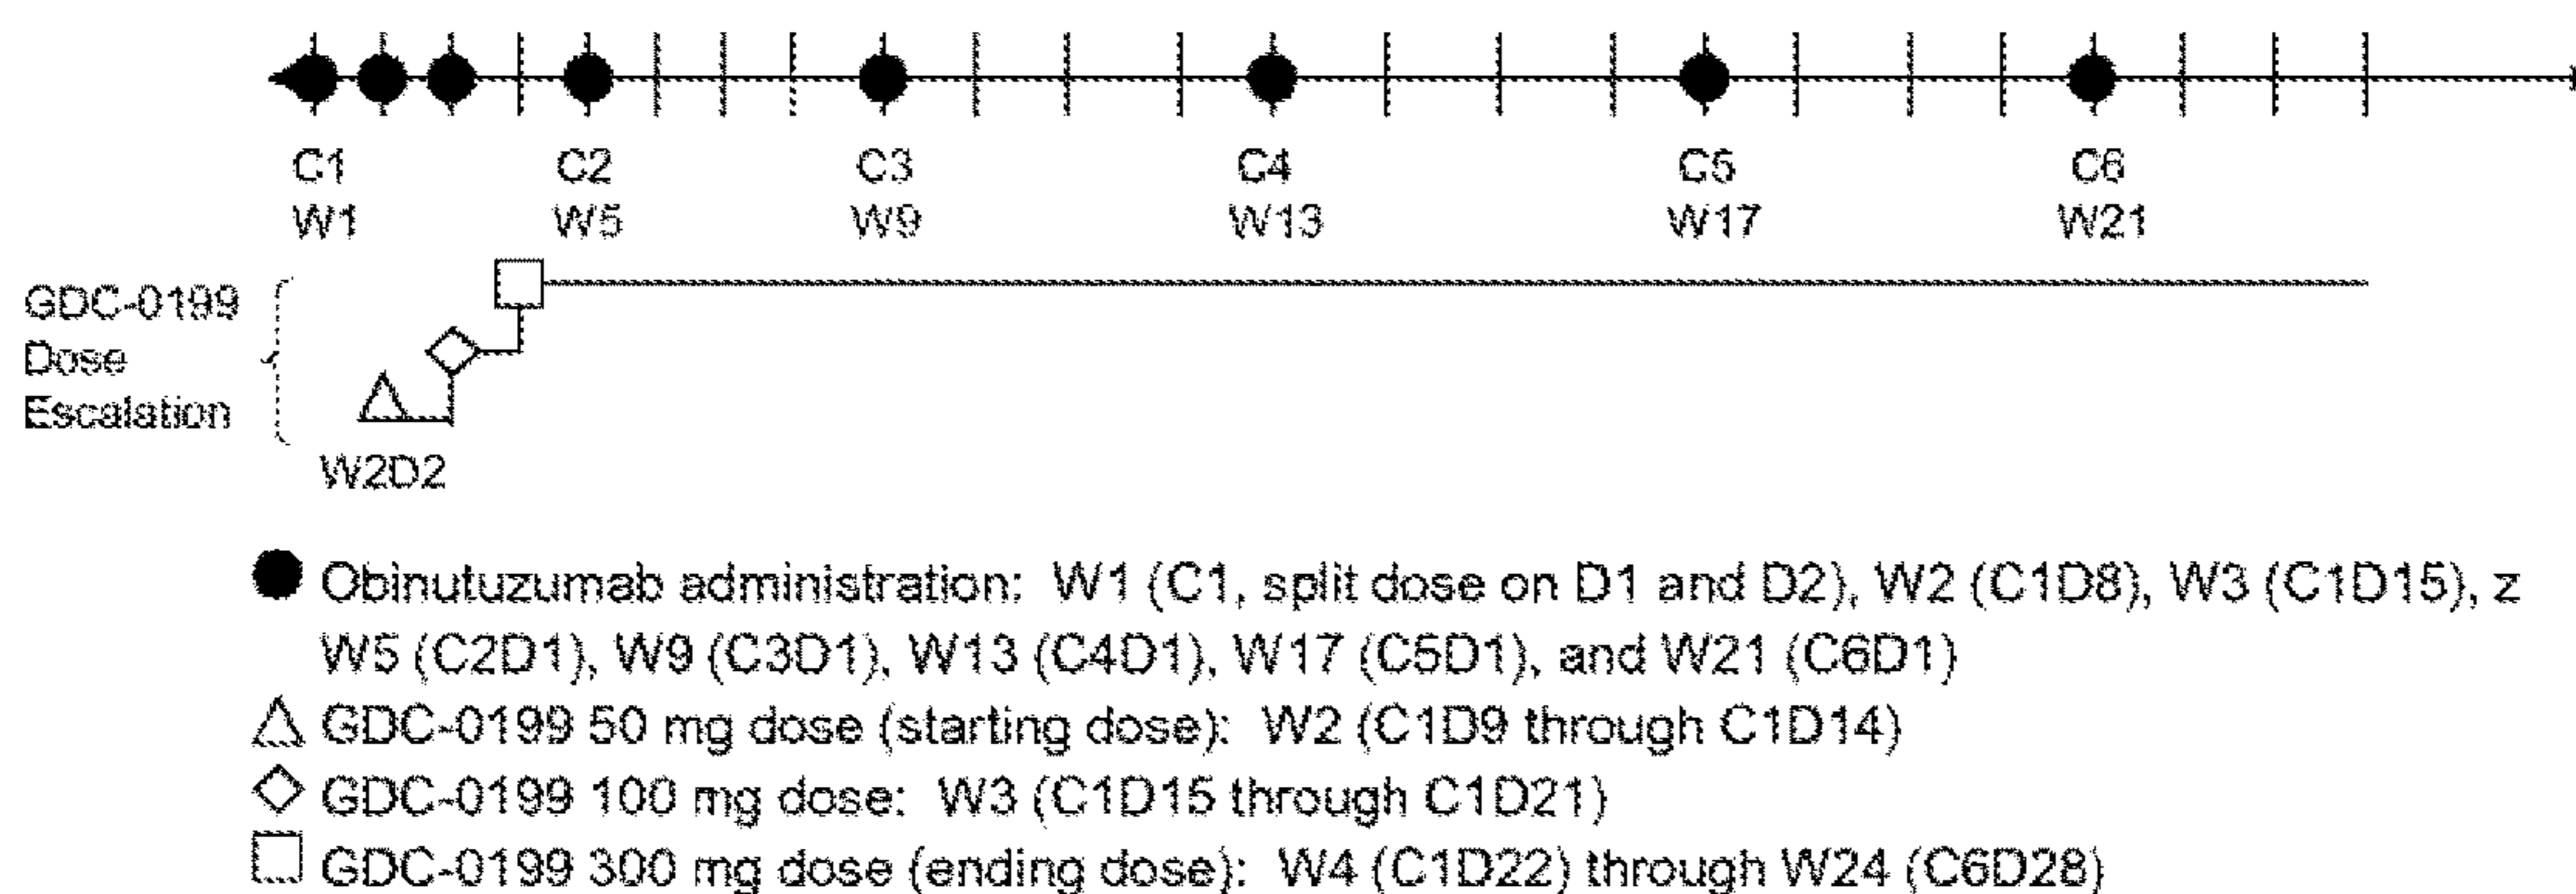 C1 C2 C3 C4 C5 C6
W1 W5 W9 W13 W17 W21
GDC-0199
Dose
Escalation
W2D2
Obinutuzumab administration: W1 (C1, split dose on D1 and D2), W2 (C1D8), W3 (C1D15), z
W5 (C2D1), W9 (C3D1), W13 (C4D1), W17 (C5D1), and W21 (C6D1)
GDC-0199 50 mg dose (starting dose): W2 (C1D9 through C1D14)
GDC-0199 100 mg dose: W3 (C1D15 through C1D21)
GDC-0199 300 mg dose (ending dose): W4 (C1D22) through W24 (C6D28)